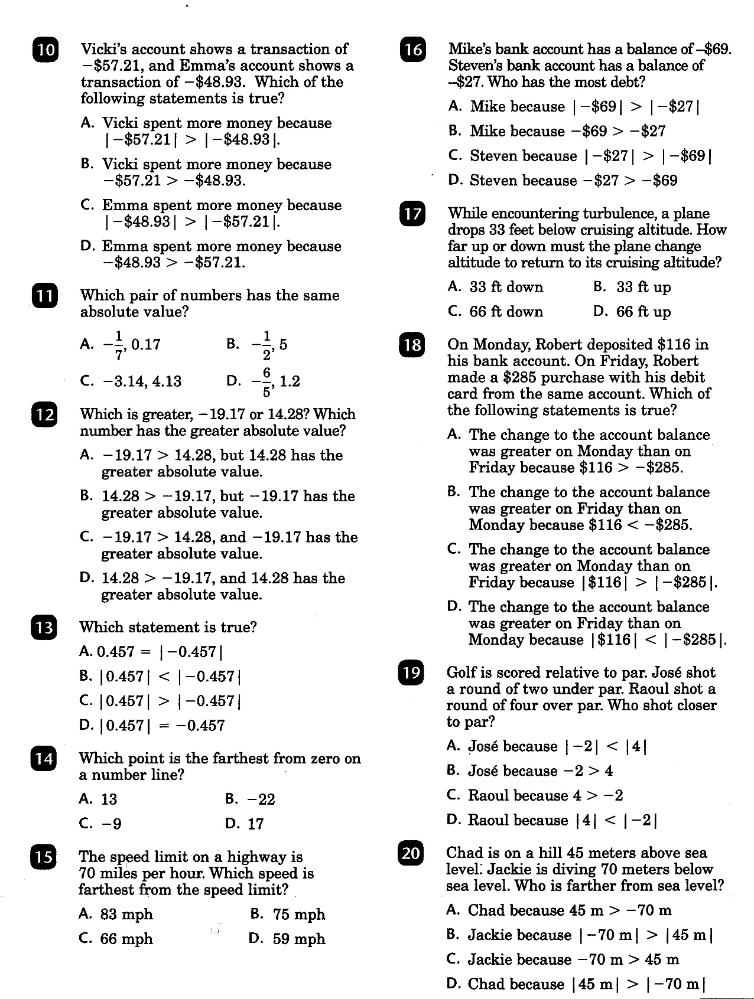 10 Vicki's account shows a transaction of
−$57.21, and Emma's account shows a
transaction of −$48.93. Which of the
following statements is true?
A. Vicki spent more money because
|−$57.21| > |−$48.93|.
B. Vicki spent more money because
−$57.21 > −$48.93.
C. Emma spent more money because
|−$48.93| > |−$57.21|.
D. Emma spent more money because
−$48.93 > −$57.21.
11 Which pair of numbers has the same
absolute value?
A. −1/7, 0.17 B. −1/2, 5
C. −3.14, 4.13 D. −6/5, 1.2
12 Which is greater, −19.17 or 14.28? Which
number has the greater absolute value?
A. −19.17 > 14.28, but 14.28 has the
greater absolute value.
B. 14.28 > −19.17, but −19.17 has the
greater absolute value.
C. −19.17 > 14.28, and −19.17 has the
greater absolute value.
D. 14.28 > −19.17, and 14.28 has the
greater absolute value.
13 Which statement is true?
A. 0.457 = |−0.457|
B. |0.457| < |−0.457|
C. |0.457| > |−0.457|
D. |0.457| = −0.457
14 Which point is the farthest from zero on
a number line?
A. 13 B. −22
C. −9 D. 17
15 The speed limit on a highway is
70 miles per hour. Which speed is
farthest from the speed limit?
A. 83 mph B. 75 mph
C. 66 mph D. 59 mph
16 Mike's bank account has a balance of –$69.
Steven's bank account has a balance of
–$27. Who has the most debt?
A. Mike because |−$69| > |−$27|
B. Mike because −$69 > −$27
C. Steven because |−$27| > |−$69|
D. Steven because −$27 > −$69
17 While encountering turbulence, a plane
drops 33 feet below cruising altitude. How
far up or down must the plane change
altitude to return to its cruising altitude?
A. 33 ft down B. 33 ft up
C. 66 ft down D. 66 ft up
18 On Monday, Robert deposited $116 in
his bank account. On Friday, Robert
made a $285 purchase with his debit
card from the same account. Which of
the following statements is true?
A. The change to the account balance
was greater on Monday than on
Friday because $116 > −$285.
B. The change to the account balance
was greater on Friday than on
Monday because $116 < −$285.
C. The change to the account balance
was greater on Monday than on
Friday because |$116| > |−$285|.
D. The change to the account balance
was greater on Friday than on
Monday because |$116| < |−$285|.
19 Golf is scored relative to par. José shot
a round of two under par. Raoul shot a
round of four over par. Who shot closer
to par?
A. José because |−2| < |4|
B. José because −2 > 4
C. Raoul because 4 > −2
D. Raoul because |4| < |−2|
20 Chad is on a hill 45 meters above sea
level. Jackie is diving 70 meters below
sea level. Who is farther from sea level?
A. Chad because 45 m > −70 m
B. Jackie because |−70 m| > |45 m|
C. Jackie because −70 m > 45 m
D. Chad because |45 m| > |−70 m|